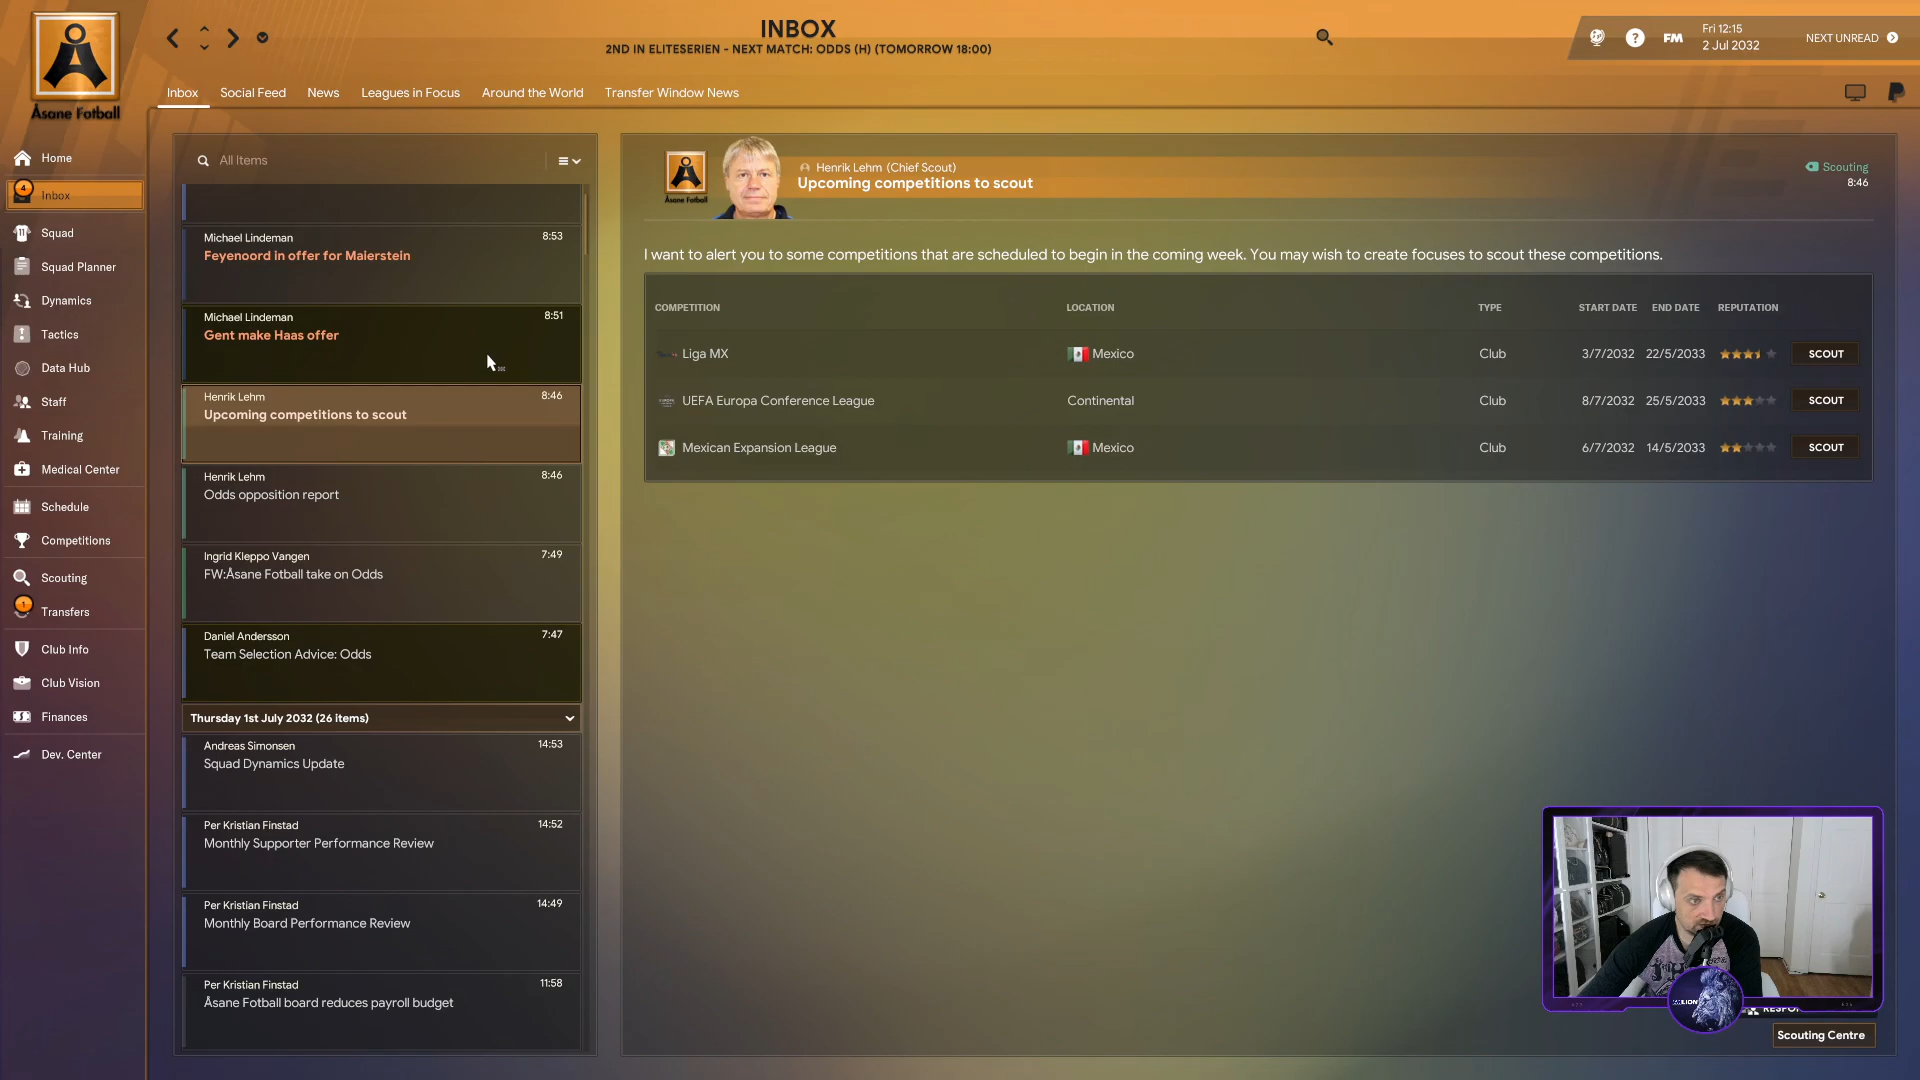 INBOX
2ND IN ELITESERIEN - NEXT MATCH: ODDS (H) (TOMORROW 18:00)
FM
Fri 12:15
2 Jul 2032
NEXT UNREAD
Åsane Fotball
Inbox
Social Feed
News
Leagues in Focus
Around the World
Transfer Window News
Home
4
Inbox
Squad
Squad Planner
Dynamics
Tactics
Data Hub
Staff
Training
Medical Center
Schedule
Competitions
Scouting
1
Transfers
Club Info
Club Vision
Finances
Dev. Center
All Items
Michael Lindeman 8:53
Feyenoord in offer for Maierstein
Michael Lindeman 8:51
Gent make Haas offer
Henrik Lehm 8:46
Upcoming competitions to scout
Henrik Lehm 8:46
Odds opposition report
Ingrid Kleppo Vangen 7:49
FW:Åsane Fotball take on Odds
Daniel Andersson 7:47
Team Selection Advice: Odds
Thursday 1st July 2032 (26 items)
Andreas Simonsen 14:53
Squad Dynamics Update
Per Kristian Finstad 14:52
Monthly Supporter Performance Review
Per Kristian Finstad 14:49
Monthly Board Performance Review
Per Kristian Finstad 11:58
Åsane Fotball board reduces payroll budget
Åsane Fotball
Henrik Lehm (Chief Scout)
Upcoming competitions to scout
Scouting
8:46
I want to alert you to some competitions that are scheduled to begin in the coming week. You may wish to create focuses to scout these competitions.
COMPETITION LOCATION TYPE START DATE END DATE REPUTATION
Liga MX Mexico Club 3/7/2032 22/5/2033 SCOUT
UEFA Europa Conference League Continental Club 8/7/2032 25/5/2033 SCOUT
Mexican Expansion League Mexico Club 6/7/2032 14/5/2033 SCOUT
Scouting Centre